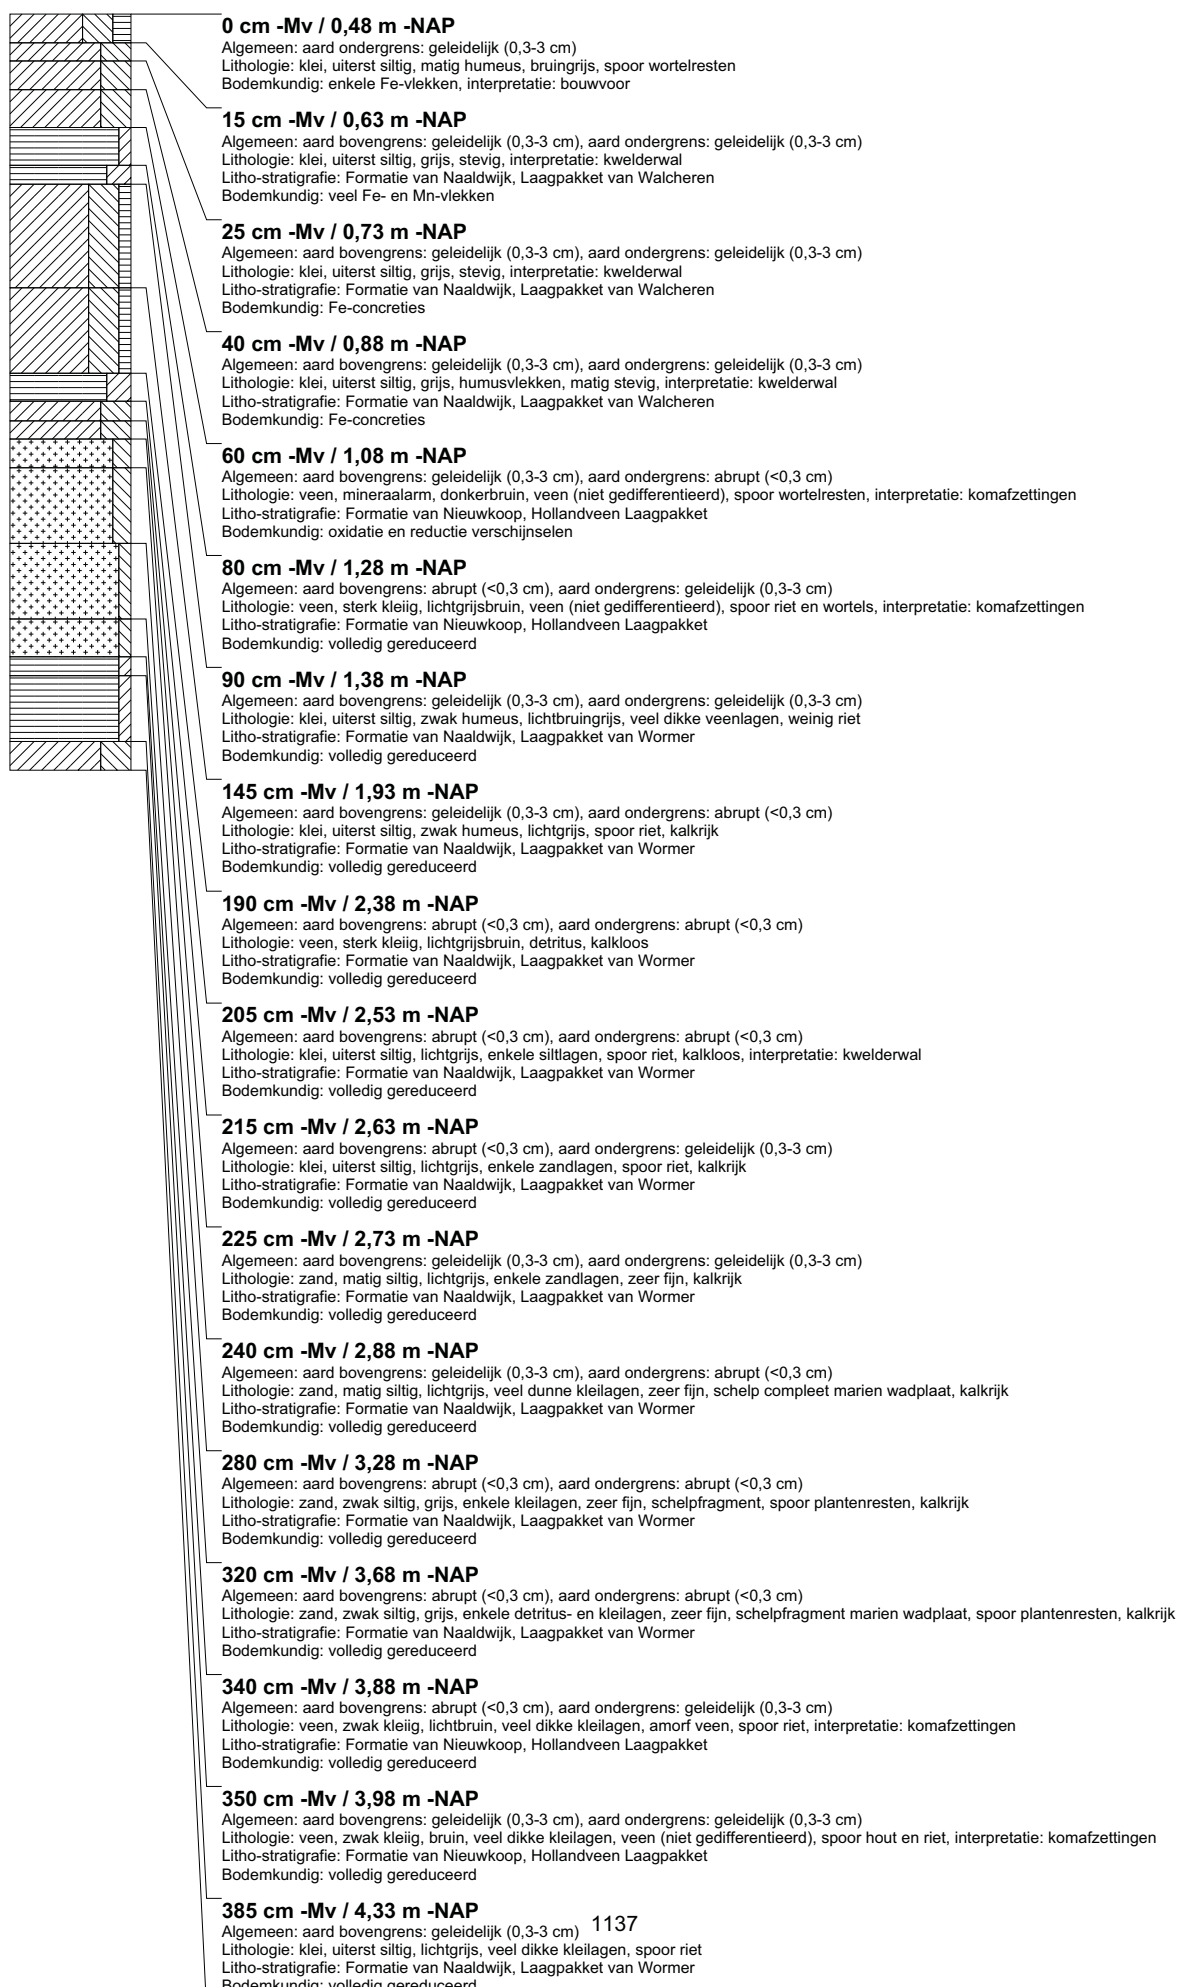 0 cm -Mv / 0,48 m -NAP
Algemeen: aard ondergrens: geleidelijk (0,3-3 cm)
Lithologie: klei, uiterst siltig, matig humeus, bruingrijs, spoor wortelresten
Bodemkundig: enkele Fe-vlekken, interpretatie: bouwvoor
15 cm -Mv / 0,63 m -NAP
Algemeen: aard bovengrens: geleidelijk (0,3-3 cm), aard ondergrens: geleidelijk (0,3-3 cm)
Lithologie: klei, uiterst siltig, grijs, stevig, interpretatie: kwelderwal
Litho-stratigrafie: Formatie van Naaldwijk, Laagpakket van Walcheren
Bodemkundig: veel Fe- en Mn-vlekken
25 cm -Mv / 0,73 m -NAP
Algemeen: aard bovengrens: geleidelijk (0,3-3 cm), aard ondergrens: geleidelijk (0,3-3 cm)
Lithologie: klei, uiterst siltig, grijs, stevig, interpretatie: kwelderwal
Litho-stratigrafie: Formatie van Naaldwijk, Laagpakket van Walcheren
Bodemkundig: Fe-concreties
40 cm -Mv / 0,88 m -NAP
Algemeen: aard bovengrens: geleidelijk (0,3-3 cm), aard ondergrens: geleidelijk (0,3-3 cm)
Lithologie: klei, uiterst siltig, grijs, humusvlekken, matig stevig, interpretatie: kwelderwal
Litho-stratigrafie: Formatie van Naaldwijk, Laagpakket van Walcheren
Bodemkundig: Fe-concreties
60 cm -Mv / 1,08 m -NAP
Algemeen: aard bovengrens: geleidelijk (0,3-3 cm), aard ondergrens: abrupt (<0,3 cm)
Lithologie: veen, mineraalarm, donkerbruin, veen (niet gedifferentieerd), spoor wortelresten, interpretatie: komafzettingen
Litho-stratigrafie: Formatie van Nieuwkoop, Hollandveen Laagpakket
Bodemkundig: oxidatie en reductie verschijnselen
80 cm -Mv / 1,28 m -NAP
Algemeen: aard bovengrens: abrupt (<0,3 cm), aard ondergrens: geleidelijk (0,3-3 cm)
Lithologie: veen, sterk kleiig, lichtgrijsbruin, veen (niet gedifferentieerd), spoor riet en wortels, interpretatie: komafzettingen
Litho-stratigrafie: Formatie van Nieuwkoop, Hollandveen Laagpakket
Bodemkundig: volledig gereduceerd
90 cm -Mv / 1,38 m -NAP
Algemeen: aard bovengrens: geleidelijk (0,3-3 cm), aard ondergrens: geleidelijk (0,3-3 cm)
Lithologie: klei, uiterst siltig, zwak humeus, lichtbruingrijs, veel dikke veenlagen, weinig riet
Litho-stratigrafie: Formatie van Naaldwijk, Laagpakket van Wormer
Bodemkundig: volledig gereduceerd
145 cm -Mv / 1,93 m -NAP
Algemeen: aard bovengrens: geleidelijk (0,3-3 cm), aard ondergrens: abrupt (<0,3 cm)
Lithologie: klei, uiterst siltig, zwak humeus, lichtgrijs, spoor riet, kalkrijk
Litho-stratigrafie: Formatie van Naaldwijk, Laagpakket van Wormer
Bodemkundig: volledig gereduceerd
190 cm -Mv / 2,38 m -NAP
Algemeen: aard bovengrens: abrupt (<0,3 cm), aard ondergrens: abrupt (<0,3 cm)
Lithologie: veen, sterk kleiig, lichtgrijsbruin, detritus, kalkloos
Litho-stratigrafie: Formatie van Naaldwijk, Laagpakket van Wormer
Bodemkundig: volledig gereduceerd
205 cm -Mv / 2,53 m -NAP
Algemeen: aard bovengrens: abrupt (<0,3 cm), aard ondergrens: abrupt (<0,3 cm)
Lithologie: klei, uiterst siltig, lichtgrijs, enkele siltlagen, spoor riet, kalkloos, interpretatie: kwelderwal
Litho-stratigrafie: Formatie van Naaldwijk, Laagpakket van Wormer
Bodemkundig: volledig gereduceerd
215 cm -Mv / 2,63 m -NAP
Algemeen: aard bovengrens: abrupt (<0,3 cm), aard ondergrens: geleidelijk (0,3-3 cm)
Lithologie: klei, uiterst siltig, lichtgrijs, enkele zandlagen, spoor riet, kalkrijk
Litho-stratigrafie: Formatie van Naaldwijk, Laagpakket van Wormer
Bodemkundig: volledig gereduceerd
225 cm -Mv / 2,73 m -NAP
Algemeen: aard bovengrens: geleidelijk (0,3-3 cm), aard ondergrens: geleidelijk (0,3-3 cm)
Lithologie: zand, matig siltig, lichtgrijs, enkele zandlagen, zeer fijn, kalkrijk
Litho-stratigrafie: Formatie van Naaldwijk, Laagpakket van Wormer
Bodemkundig: volledig gereduceerd
240 cm -Mv / 2,88 m -NAP
Algemeen: aard bovengrens: geleidelijk (0,3-3 cm), aard ondergrens: abrupt (<0,3 cm)
Lithologie: zand, matig siltig, lichtgrijs, veel dunne kleilagen, zeer fijn, schelp compleet marien wadplaat, kalkrijk
Litho-stratigrafie: Formatie van Naaldwijk, Laagpakket van Wormer
Bodemkundig: volledig gereduceerd
280 cm -Mv / 3,28 m -NAP
Algemeen: aard bovengrens: abrupt (<0,3 cm), aard ondergrens: abrupt (<0,3 cm)
Lithologie: zand, zwak siltig, grijs, enkele kleilagen, zeer fijn, schelpfragment, spoor plantenresten, kalkrijk
Litho-stratigrafie: Formatie van Naaldwijk, Laagpakket van Wormer
Bodemkundig: volledig gereduceerd
320 cm -Mv / 3,68 m -NAP
Algemeen: aard bovengrens: abrupt (<0,3 cm), aard ondergrens: abrupt (<0,3 cm)
Lithologie: zand, zwak siltig, grijs, enkele detritus- en kleilagen, zeer fijn, schelpfragment marien wadplaat, spoor plantenresten, kalkrijk
Litho-stratigrafie: Formatie van Naaldwijk, Laagpakket van Wormer
Bodemkundig: volledig gereduceerd
340 cm -Mv / 3,88 m -NAP
Algemeen: aard bovengrens: abrupt (<0,3 cm), aard ondergrens: geleidelijk (0,3-3 cm)
Lithologie: veen, zwak kleiig, lichtbruin, veel dikke kleilagen, amorf veen, spoor riet, interpretatie: komafzettingen
Litho-stratigrafie: Formatie van Nieuwkoop, Hollandveen Laagpakket
Bodemkundig: volledig gereduceerd
350 cm -Mv / 3,98 m -NAP
Algemeen: aard bovengrens: geleidelijk (0,3-3 cm), aard ondergrens: geleidelijk (0,3-3 cm)
Lithologie: veen, zwak kleiig, bruin, veel dikke kleilagen, veen (niet gedifferentieerd), spoor hout en riet, interpretatie: komafzettingen
Litho-stratigrafie: Formatie van Nieuwkoop, Hollandveen Laagpakket
Bodemkundig: volledig gereduceerd
385 cm -Mv / 4,33 m -NAP
Algemeen: aard bovengrens: geleidelijk (0,3-3 cm)
1137
Lithologie: klei, uiterst siltig, lichtgrijs, veel dikke kleilagen, spoor riet
Litho-stratigrafie: Formatie van Naaldwijk, Laagpakket van Wormer
Bodemkundig: volledig gereduceerd